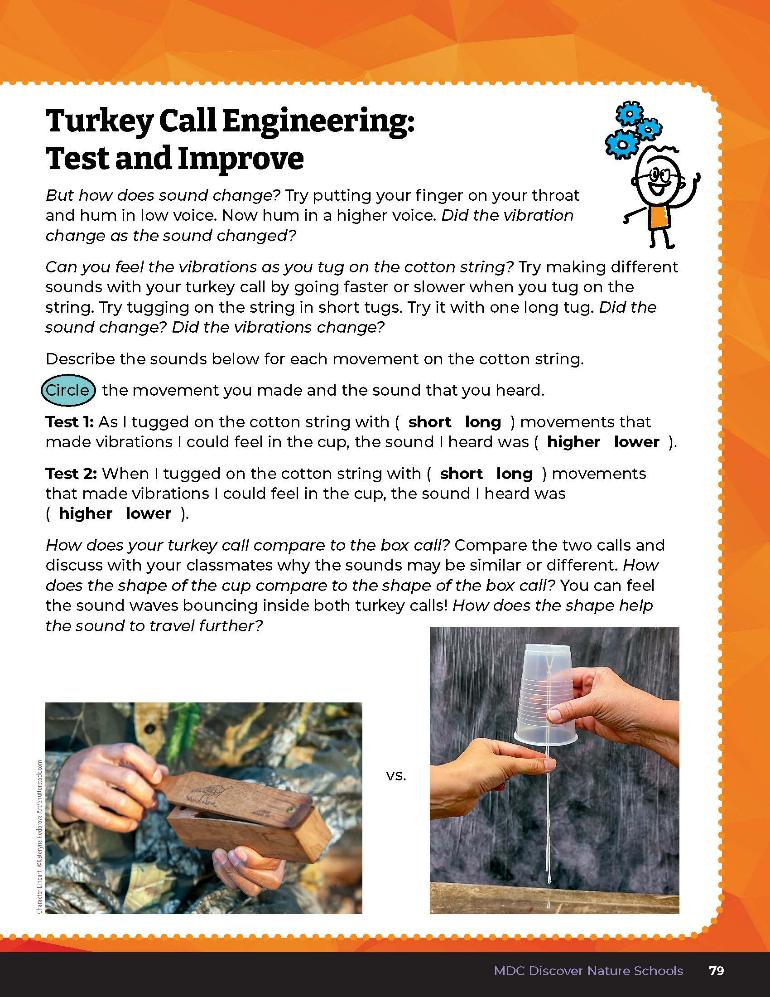 Turkey Call Engineering:
Test and Improve
But how does sound change? Try putting your finger on your throat
and hum in low voice. Now hum in a higher voice. Did the vibration
change as the sound changed?
Can you feel the vibrations as you tug on the cotton string? Try making different
sounds with your turkey call by going faster or slower when you tug on the
string. Try tugging on the string in short tugs. Try it with one long tug. Did the
sound change? Did the vibrations change?
Describe the sounds below for each movement on the cotton string.
Circle the movement you made and the sound that you heard.
Test 1: As I tugged on the cotton string with ( short long ) movements that
made vibrations I could feel in the cup, the sound I heard was ( higher lower ).
Test 2: When I tugged on the cotton string with ( short long ) movements
that made vibrations I could feel in the cup, the sound I heard was
( higher lower ).
How does your turkey call compare to the box call? Compare the two calls and
discuss with your classmates why the sounds may be similar or different. How
does the shape of the cup compare to the shape of the box call? You can feel
the sound waves bouncing inside both turkey calls! How does the shape help
the sound to travel further?
vs.
MDC Discover Nature Schools 79